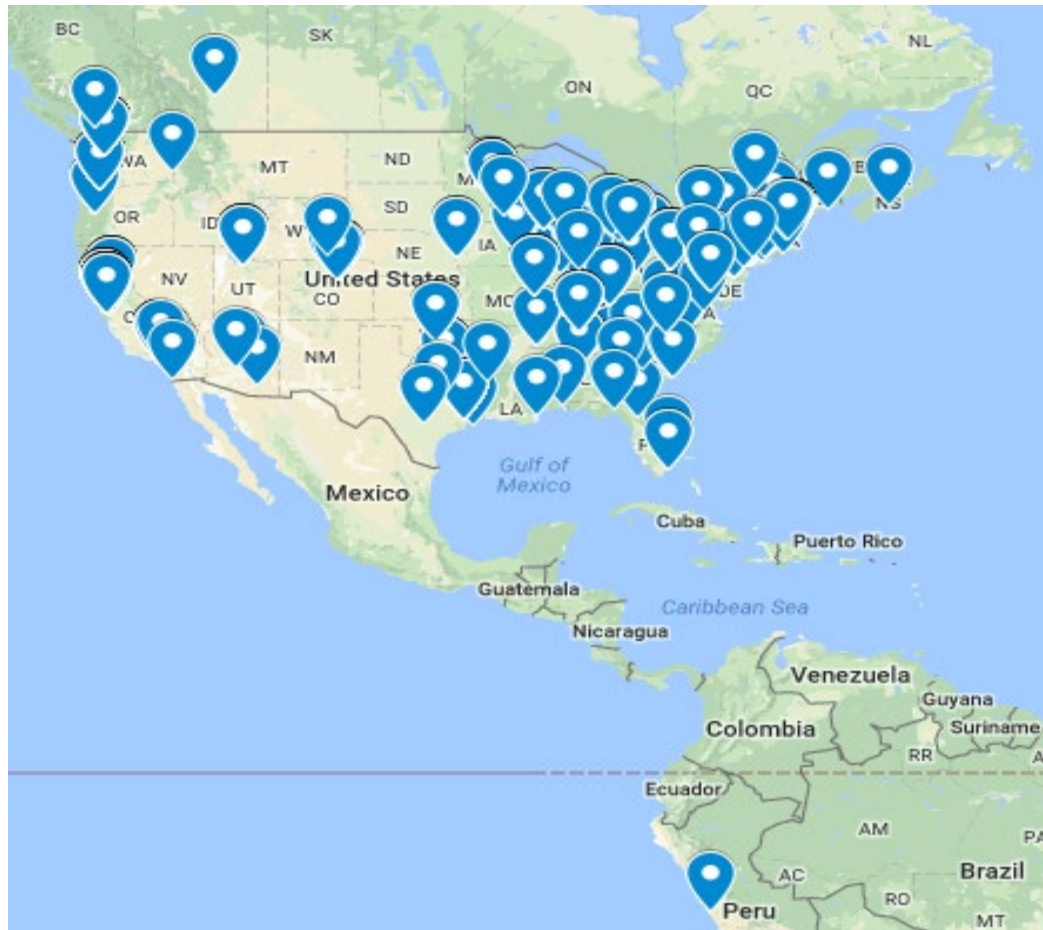 BC
SK
NL
ON
QC
WA
MT
ND
OR
ID
SD
W
NE
IA
NV
UT
United States
CO
MO
DE
NM
LA
NS
Gulf of
Mexico
Mexico
Cuba
Puerto Rico
Guatemala
Caribbean Sea
Nicaragua
Venezuela
Guyana
Colombia
Suriname
RR
A
Ecuador
AM
PA
AC
Brazil
RO
Peru
MT